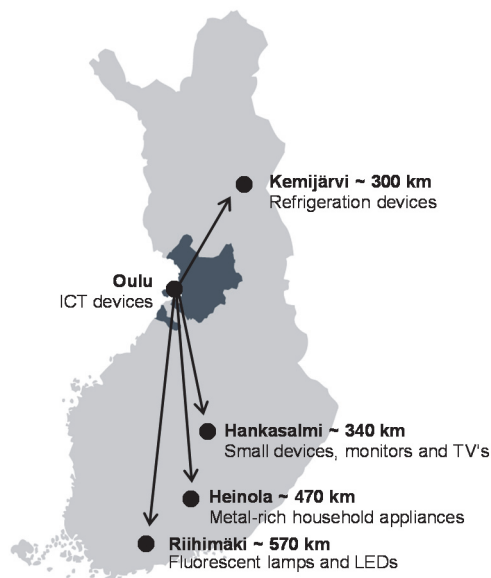 Kemijärvi ~ 300 km
Refrigeration devices
Oulu
ICT devices
Hankasalmi ~ 340 km
Small devices, monitors and TV's
Heinola ~ 470 km
Metal-rich household appliances
Riihimäki ~ 570 km
Fluorescent lamps and LEDs